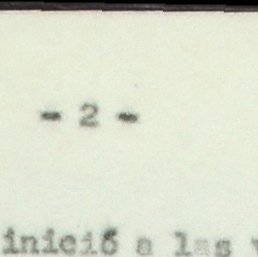 - 2 -
inició a las